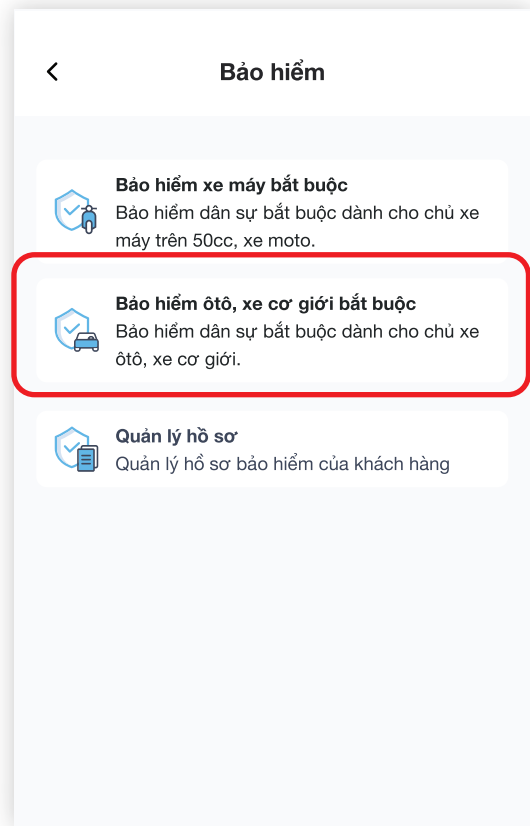 Bảo hiểm
Bảo hiểm xe máy bắt buộc
Bảo hiểm dân sự bắt buộc dành cho chủ xe
máy trên 50cc, xe moto.
Bảo hiểm ôtô, xe cơ giới bắt buộc
Bảo hiểm dân sự bắt buộc dành cho chủ xe
ôtô, xe cơ giới.
Quản lý hồ sơ
Quản lý hồ sơ bảo hiểm của khách hàng